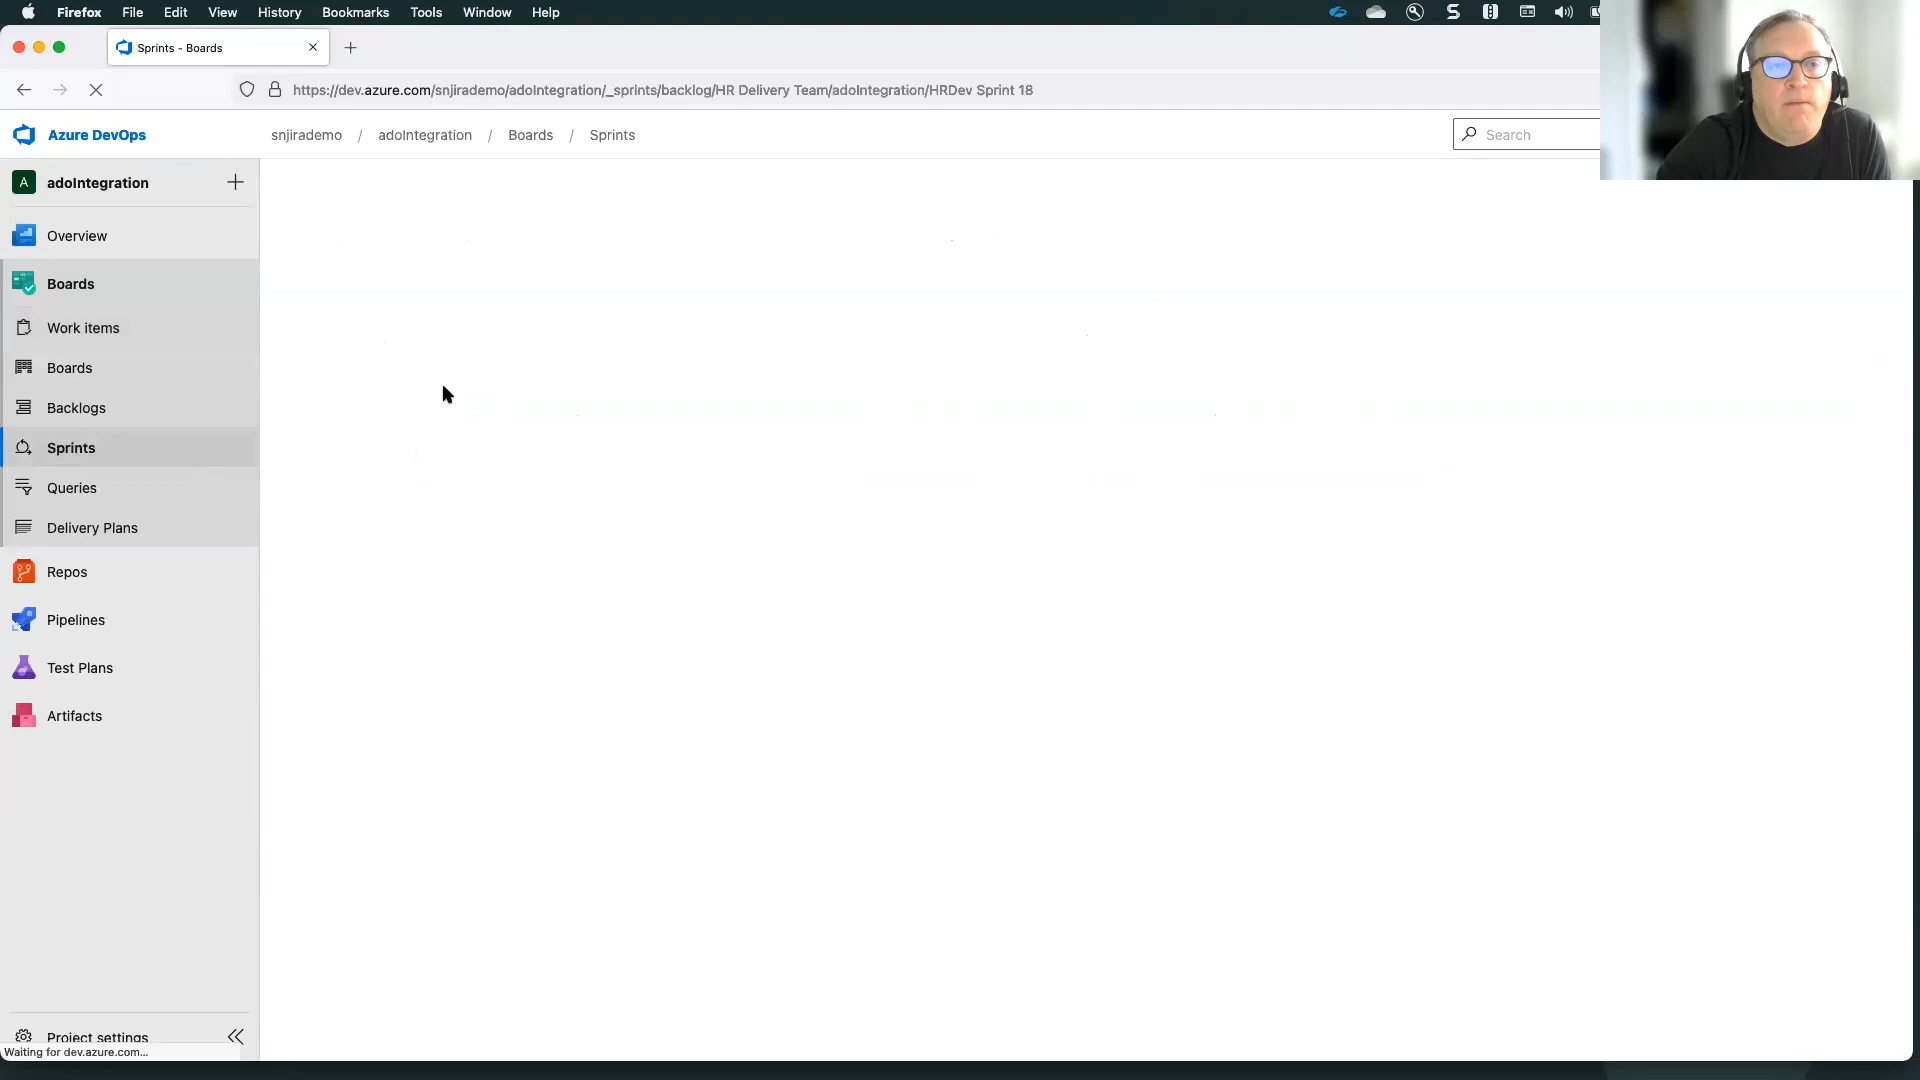 Firefox File Edit View History Bookmarks Tools Window Help
Sprints - Boards
https://dev.azure.com/snjirademo/adoIntegration/_sprints/backlog/HR Delivery Team/adoIntegration/HRDev Sprint 18
Azure DevOps
snjirademo / adoIntegration / Boards / Sprints
Search
A adoIntegration
Overview
Boards
Work items
Boards
Backlogs
Sprints
Queries
Delivery Plans
Repos
Pipelines
Test Plans
Artifacts
Project settings
Waiting for dev.azure.com...